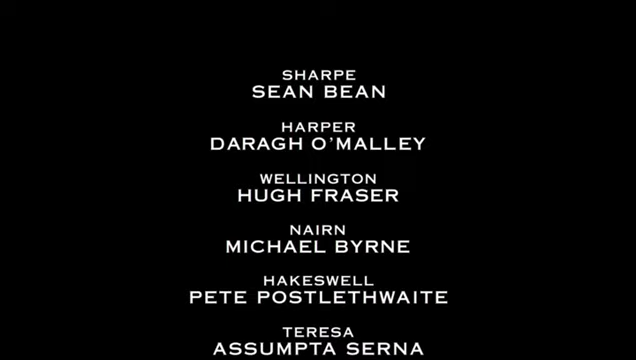 SHARPE
SEAN BEAN
HARPER
DARAGH O'MALLEY
WELLINGTON
HUGH FRASER
NAIRN
MICHAEL BYRNE
HAKESWELL
PETE POSTLETHWAITE
TERESA
ASSUMPTA SERNA